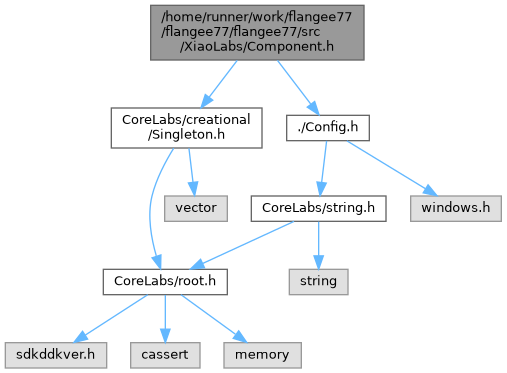 /home/runner/work/flangee77
/flangee77/flangee77/src
/XiaoLabs/Component.h
CoreLabs/creational
/Singleton.h
./Config.h
vector
CoreLabs/string.h
windows.h
CoreLabs/root.h
string
sdkddkver.h
cassert
memory